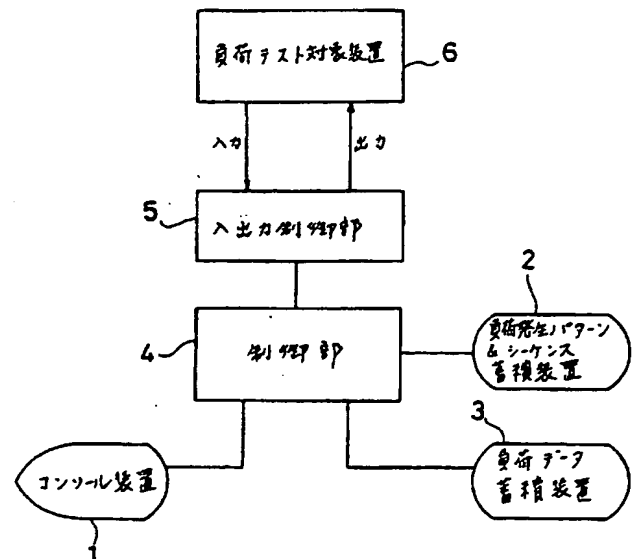 負荷テスト対象装置
6
入力
出力
5
入出力制御部
2
負荷発生パターン
&シーケンス
蓄積装置
4
制御部
3
負荷データ
蓄積装置
コンソール装置
1